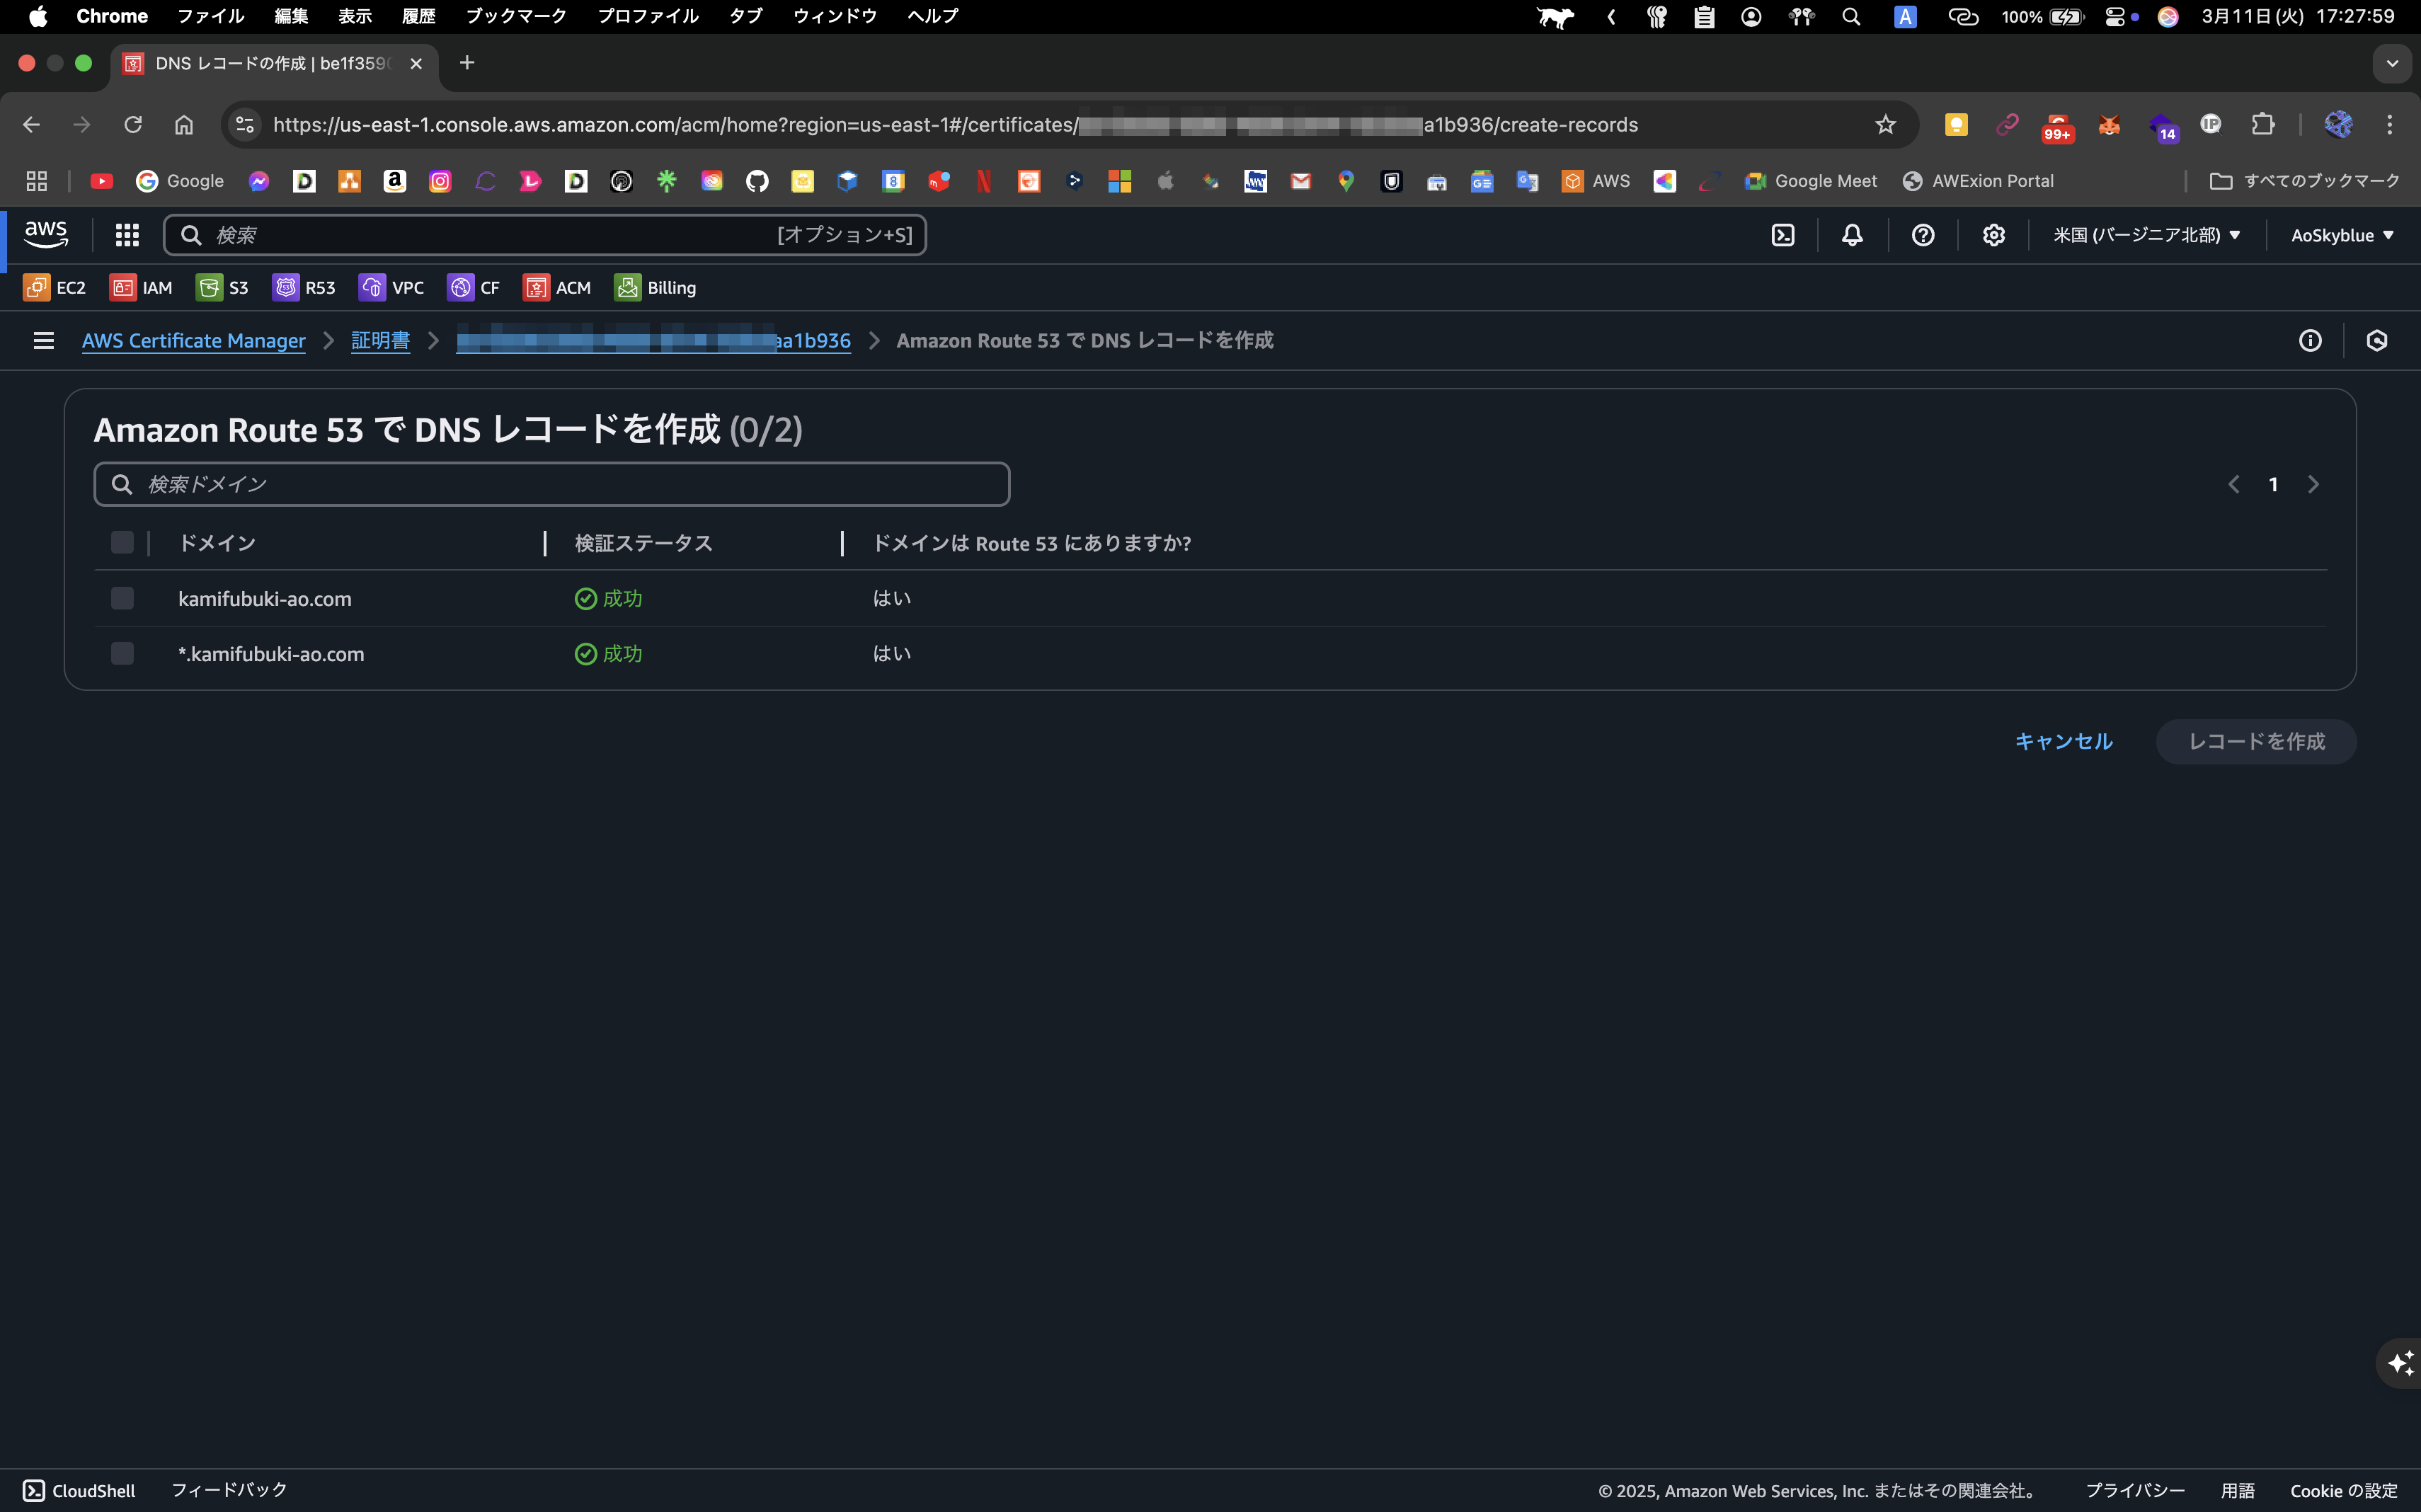 Chrome ファイル 編集 表示 履歴 ブックマーク プロファイル タブ ウィンドウ ヘルプ A 100% 3月11日(火) 17:27:59
DNS レコードの作成 | be1f359
https://us-east-1.console.aws.amazon.com/acm/home?region=us-east-1#/certificates/ a1b936/create-records 99+ 14 IP
Google AWS Google Meet AWExion Portal すべてのブックマーク
aws 検索 [オプション+S] 米国 (バージニア北部) AoSkyblue
EC2 IAM S3 R53 VPC CF ACM Billing
AWS Certificate Manager 証明書 aa1b936 Amazon Route 53 で DNS レコードを作成
Amazon Route 53 で DNS レコードを作成 (0/2)
検索ドメイン 1
ドメイン 検証ステータス ドメインは Route 53 にありますか?
kamifubuki-ao.com 成功 はい
*.kamifubuki-ao.com 成功 はい
キャンセル レコードを作成
CloudShell フィードバック © 2025, Amazon Web Services, Inc. またはその関連会社。 プライバシー 用語 Cookie の設定